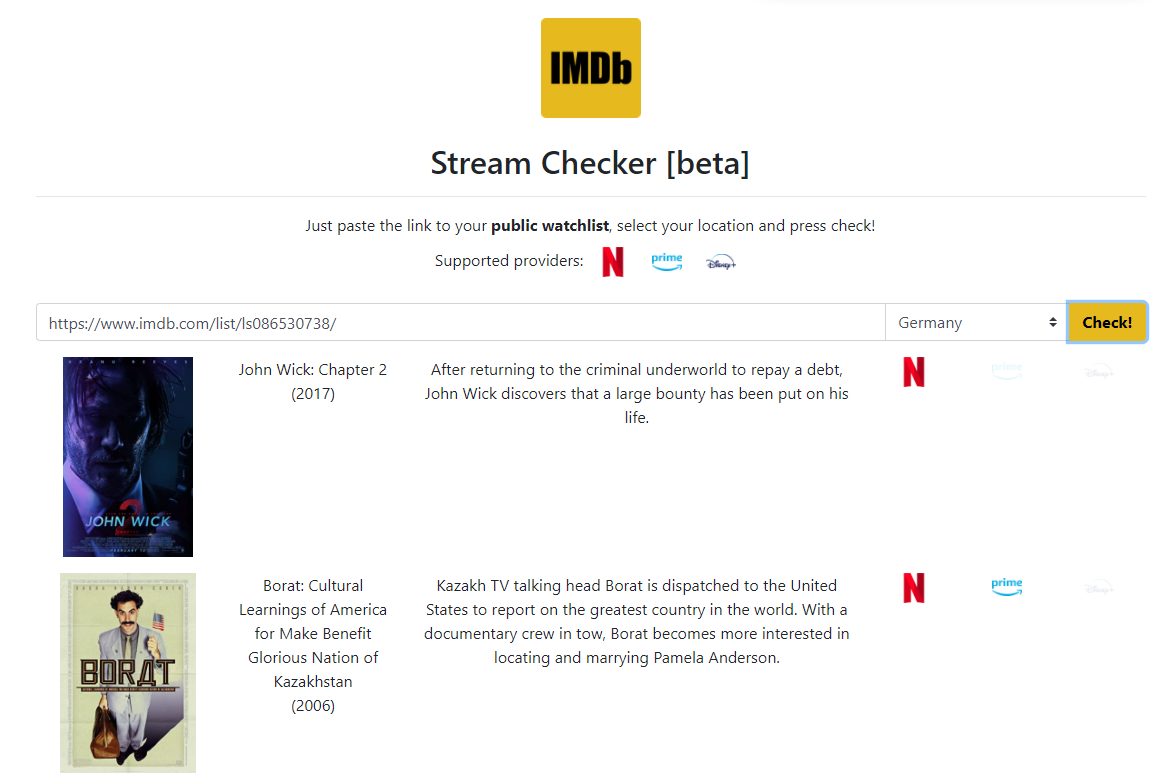 IMDb
Stream Checker [beta]
Just paste the link to your public watchlist, select your location and press check!
Supported providers: N prime Disney+
https://www.imdb.com/list/ls086530738/ Germany Check!
KEANU REEVES
2
JOHN WICK
FEBRUARY 10
John Wick: Chapter 2
(2017)
After returning to the criminal underworld to repay a debt,
John Wick discovers that a large bounty has been put on his
life.
N prime Disney+
BORAT
Borat: Cultural
Learnings of America
for Make Benefit
Glorious Nation of
Kazakhstan
(2006)
Kazakh TV talking head Borat is dispatched to the United
States to report on the greatest country in the world. With a
documentary crew in tow, Borat becomes more interested in
locating and marrying Pamela Anderson.
N prime Disney+